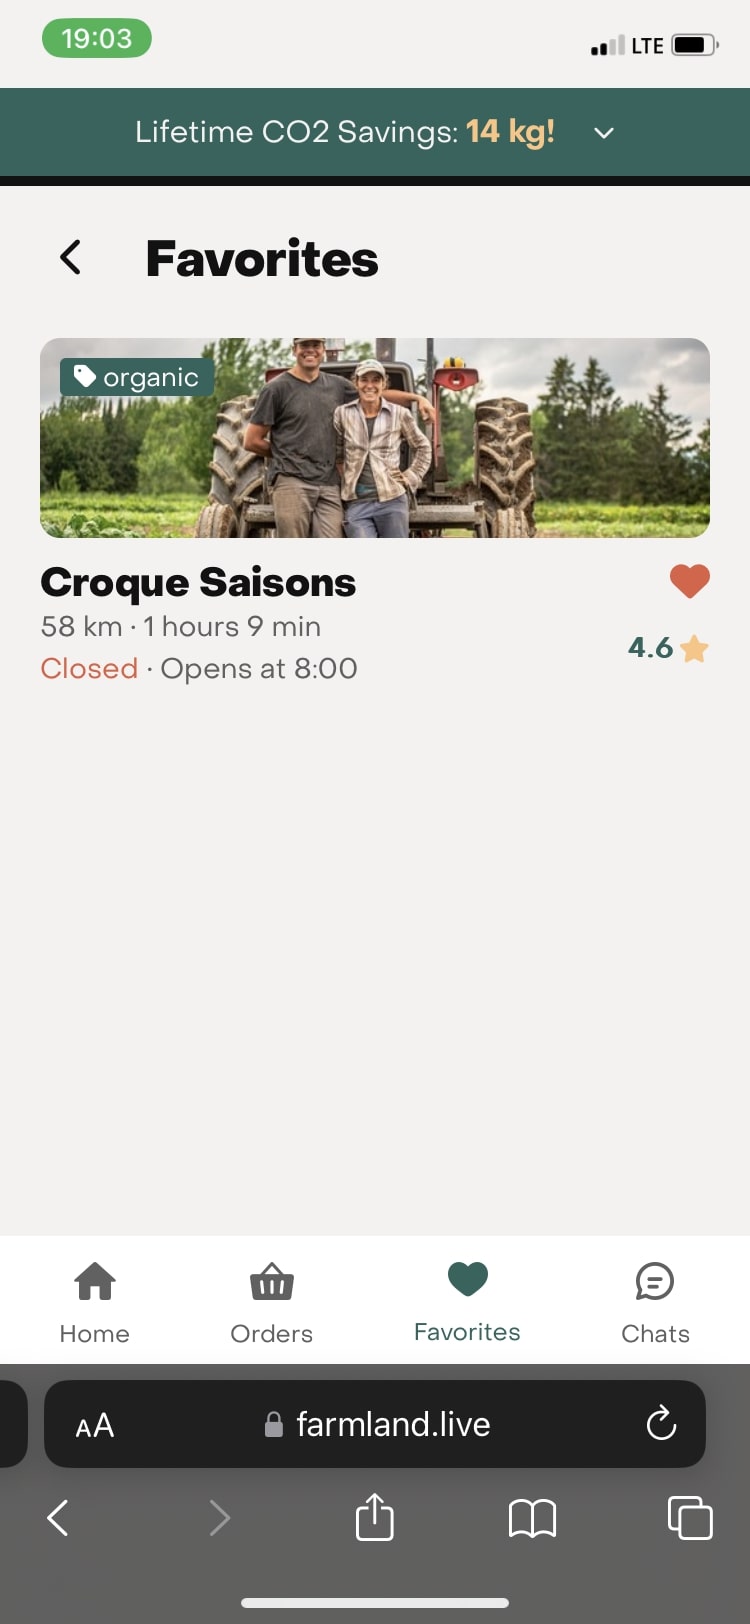 19:03
LTE
Lifetime CO2 Savings: 14 kg!
Favorites
organic
Croque Saisons
58 km · 1 hours 9 min
4.6
Closed · Opens at 8:00
Home
Orders
Favorites
Chats
AA
farmland.live